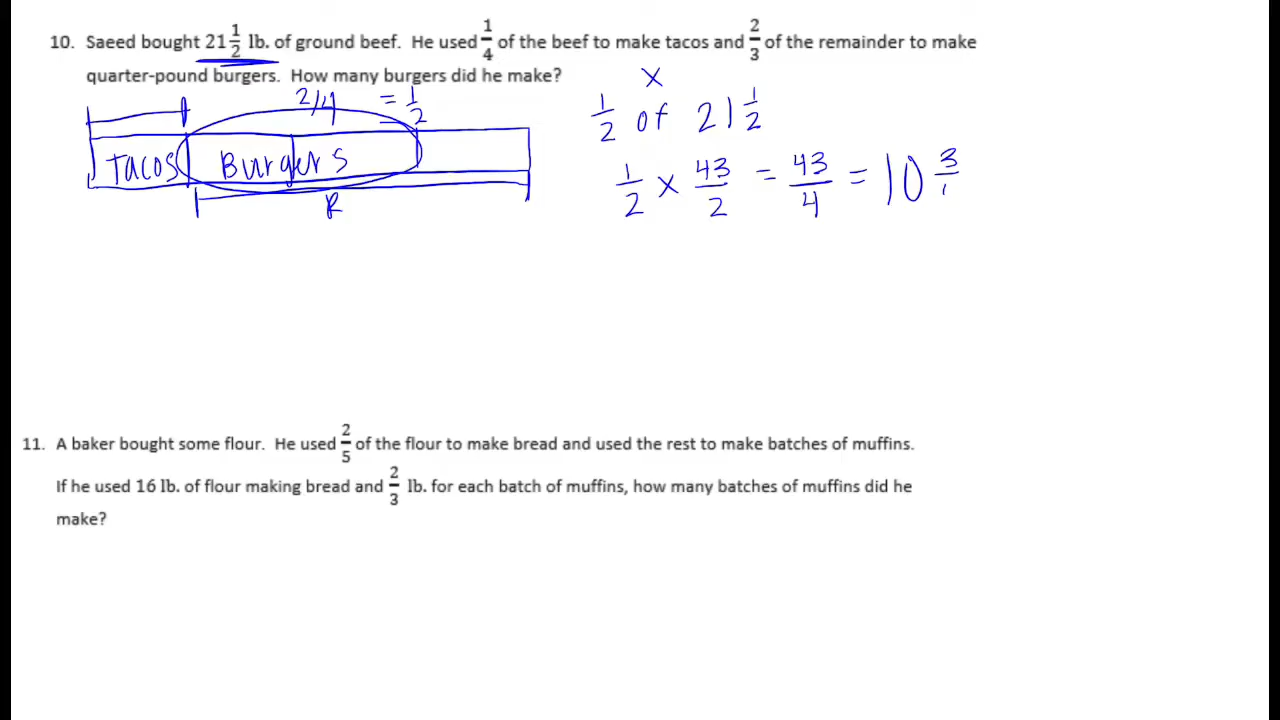 10. Saeed bought 21 1/2 lb. of ground beef. He used 1/4 of the beef to make tacos and 2/3 of the remainder to make
quarter-pound burgers. How many burgers did he make?
2/4 = 1/2
Tacos Burgers
R
x
1/2 of 21 1/2
1/2 x 43/2 = 43/4 = 10 3/
11. A baker bought some flour. He used 2/5 of the flour to make bread and used the rest to make batches of muffins.
If he used 16 lb. of flour making bread and 2/3 lb. for each batch of muffins, how many batches of muffins did he
make?